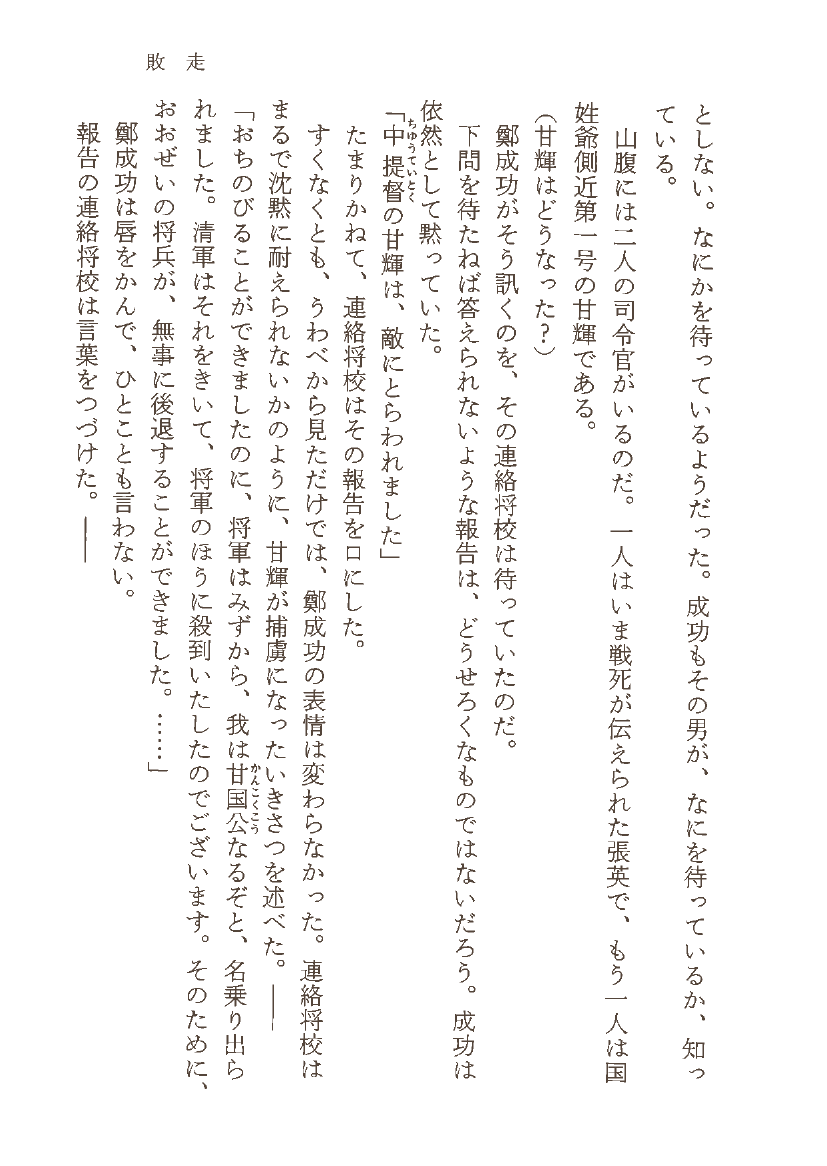 敗走
としない。なにかを待っているようだった。成功もその男が、なにを待っているか、知っ
ている。
山腹には二人の司令官がいるのだ。一人はいま戦死が伝えられた張英で、もう一人は国
姓爺側近第一号の甘輝である。
(甘輝はどうなった?)
鄭成功がそう訊くのを、その連絡将校は待っていたのだ。
下問を待たねば答えられないような報告は、どうせろくなものではないだろう。成功は
依然として黙っていた。
「中提督の甘輝は、敵にとらわれました」
たまりかねて、連絡将校はその報告を口にした。
すくなくとも、うわべから見ただけでは、鄭成功の表情は変わらなかった。連絡将校は
まるで沈黙に耐えられないかのように、甘輝が捕虜になったいきさつを述べた。――
「おちのびることができましたのに、将軍はみずから、我は甘国公なるぞと、名乗り出ら
れました。清軍はそれをきいて、将軍のほうに殺到いたしたのでございます。そのために、
おおぜいの将兵が、無事に後退することができました。……」
鄭成功は唇をかんで、ひとことも言わない。
報告の連絡将校は言葉をつづけた。――